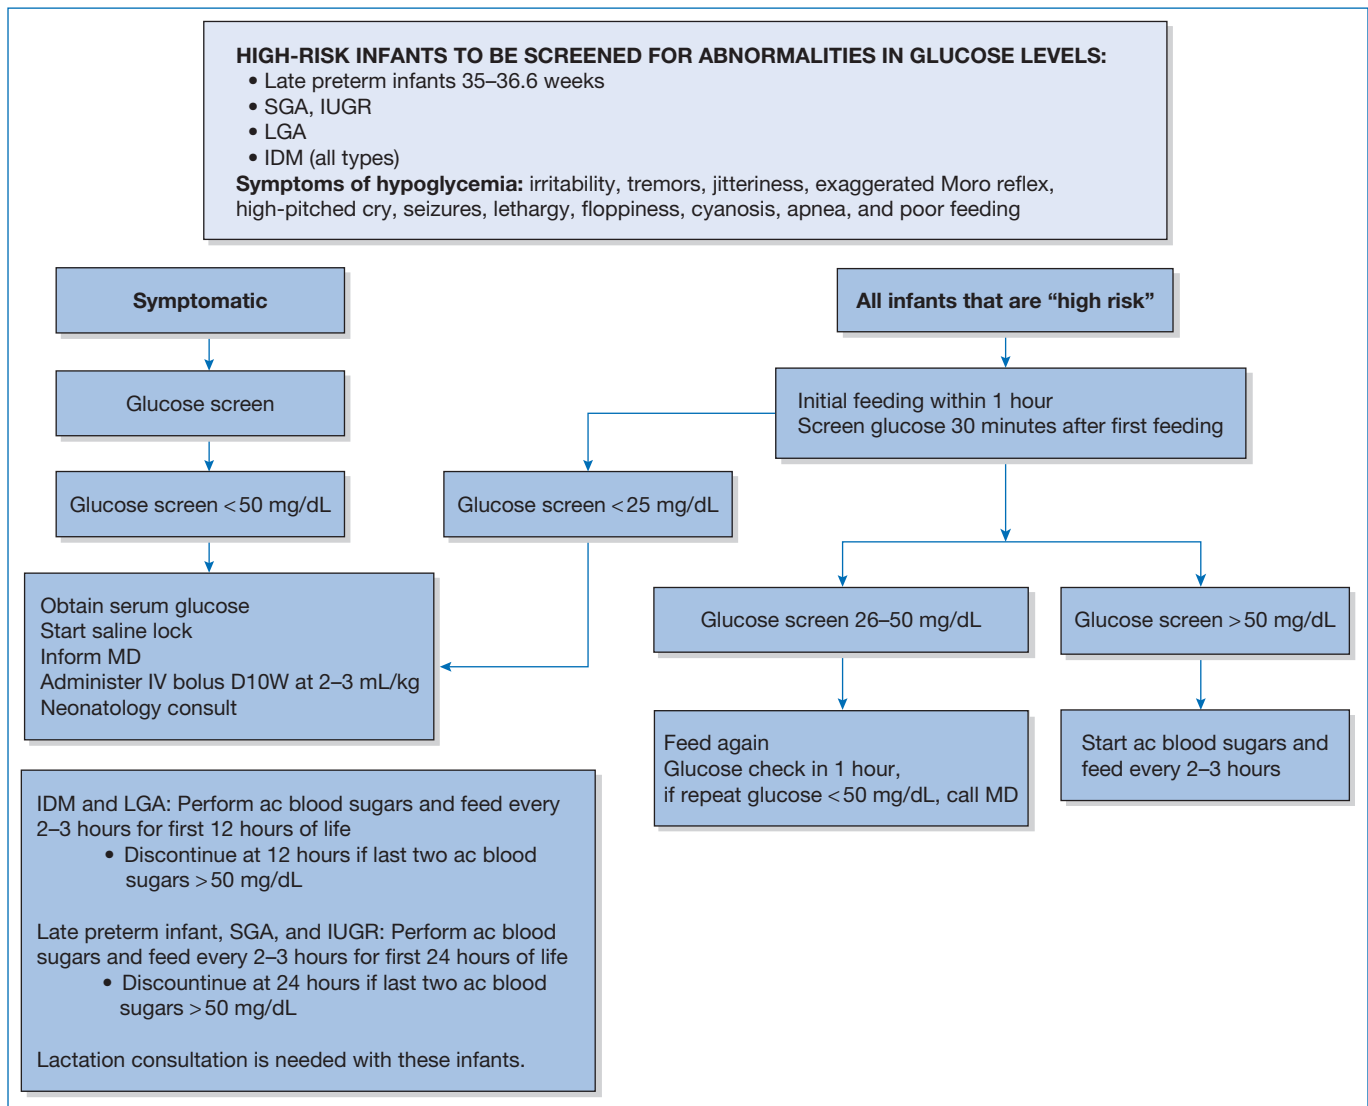 HIGH-RISK INFANTS TO BE SCREENED FOR ABNORMALITIES IN GLUCOSE LEVELS:
• Late preterm infants 35–36.6 weeks
• SGA, IUGR
• LGA
• IDM (all types)
Symptoms of hypoglycemia: irritability, tremors, jitteriness, exaggerated Moro reflex,
high-pitched cry, seizures, lethargy, floppiness, cyanosis, apnea, and poor feeding
Symptomatic
Glucose screen
Glucose screen <50 mg/dL
Obtain serum glucose
Start saline lock
Inform MD
Administer IV bolus D10W at 2–3 mL/kg
Neonatology consult
All infants that are “high risk”
Initial feeding within 1 hour
Screen glucose 30 minutes after first feeding
Glucose screen <25 mg/dL
Glucose screen 26–50 mg/dL
Feed again
Glucose check in 1 hour,
if repeat glucose <50 mg/dL, call MD
Glucose screen >50 mg/dL
Start ac blood sugars and
feed every 2–3 hours
IDM and LGA: Perform ac blood sugars and feed every
2–3 hours for first 12 hours of life
• Discontinue at 12 hours if last two ac blood
sugars >50 mg/dL
Late preterm infant, SGA, and IUGR: Perform ac blood
sugars and feed every 2–3 hours for first 24 hours of life
• Discountinue at 24 hours if last two ac blood
sugars >50 mg/dL
Lactation consultation is needed with these infants.